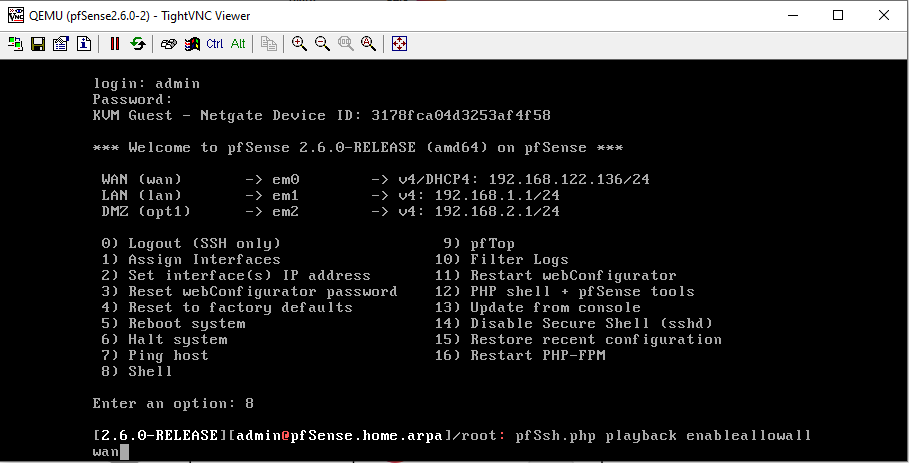 QEMU (pfSense2.6.0-2) - TightVNC Viewer
Ctrl Alt
login: admin
Password:
KVM Guest - Netgate Device ID: 3178fca04d3253af4f58
*** Welcome to pfSense 2.6.0-RELEASE (amd64) on pfSense ***
WAN (wan) -> em0 -> v4/DHCP4: 192.168.122.136/24
LAN (lan) -> em1 -> v4: 192.168.1.1/24
DMZ (opt1) -> em2 -> v4: 192.168.2.1/24
0) Logout (SSH only) 9) pfTop
1) Assign Interfaces 10) Filter Logs
2) Set interface(s) IP address 11) Restart webConfigurator
3) Reset webConfigurator password 12) PHP shell + pfSense tools
4) Reset to factory defaults 13) Update from console
5) Reboot system 14) Disable Secure Shell (sshd)
6) Halt system 15) Restore recent configuration
7) Ping host 16) Restart PHP-FPM
8) Shell
Enter an option: 8
[2.6.0-RELEASE][admin@pfSense.home.arpa]/root: pfSsh.php playback enableallowall
wan